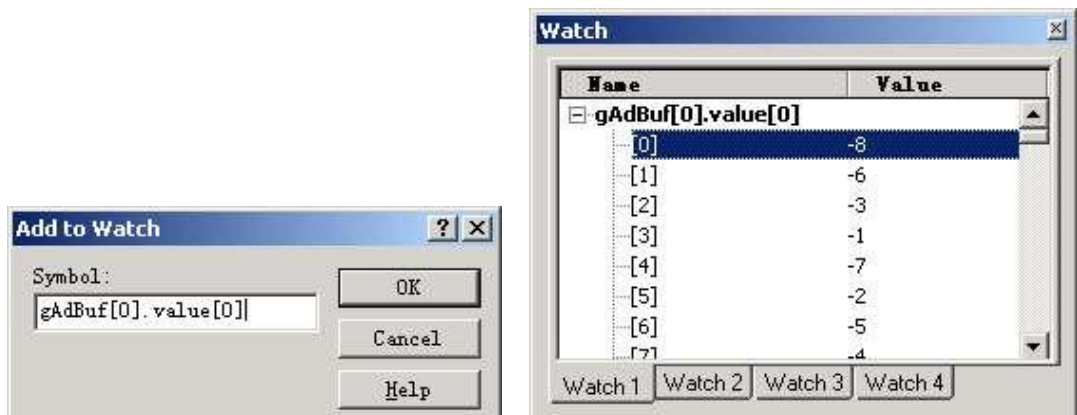 Add to Watch
Symbol:
gAdBuf[0].value[0]
OK
Cancel
Help
Watch
Name Value
gAdBuf[0].value[0]
[0] -8
[1] -6
[2] -3
[3] -1
[4] -7
[5] -2
[6] -5
[7] -4
Watch 1 Watch 2 Watch 3 Watch 4